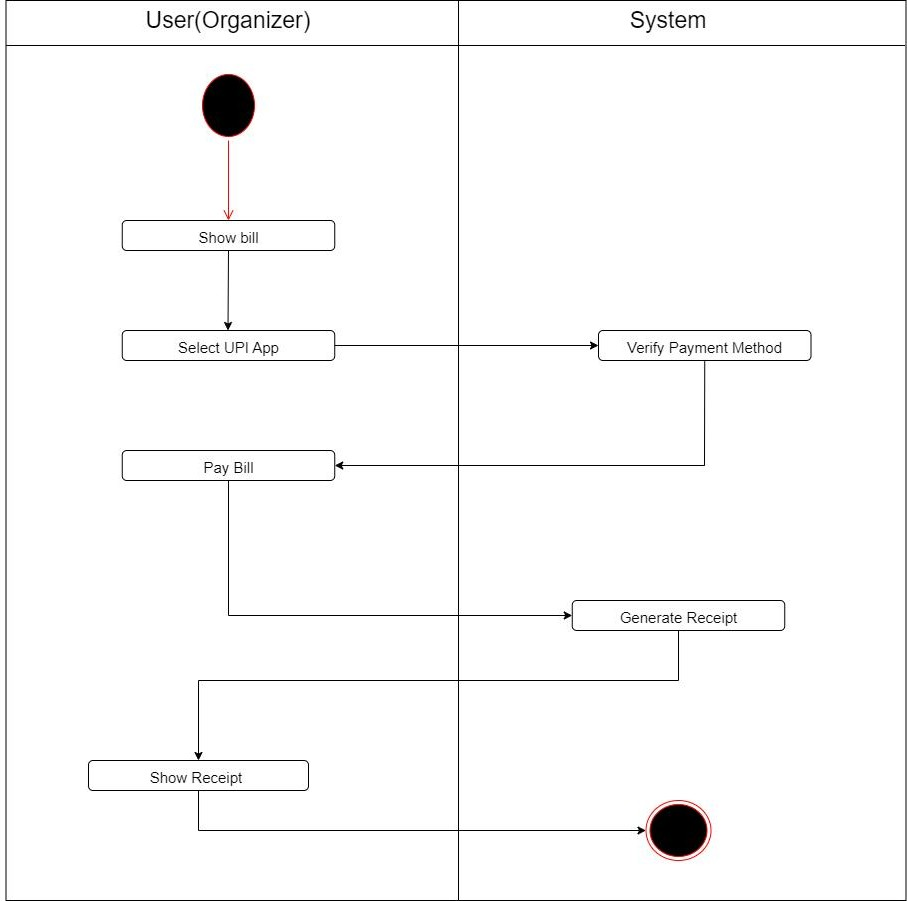 User(Organizer)
System
Show bill
Select UPI App
Verify Payment Method
Pay Bill
Generate Receipt
Show Receipt